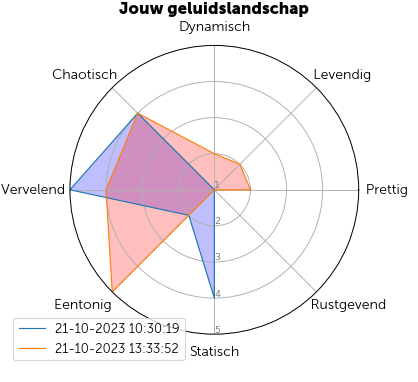 Jouw geluidslandschap
Dynamisch
Chaotisch
Levendig
Vervelend
Prettig
1
2
3
4
5
Eentonig
Rustgevend
Statisch
21-10-2023 10:30:19
21-10-2023 13:33:52